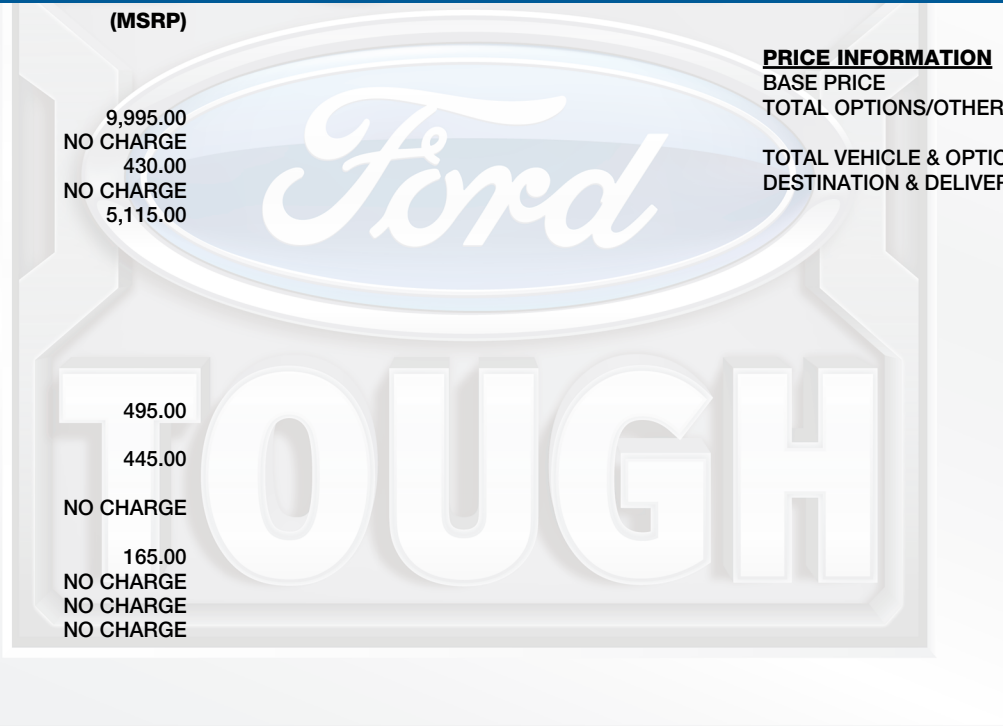 (MSRP)
9,995.00
NO CHARGE
430.00
NO CHARGE
5,115.00
495.00
445.00
NO CHARGE
165.00
NO CHARGE
NO CHARGE
NO CHARGE
PRICE INFORMATION
BASE PRICE
TOTAL OPTIONS/OTHER
TOTAL VEHICLE & OPTIO
DESTINATION & DELIVER
Ford
TOUGH